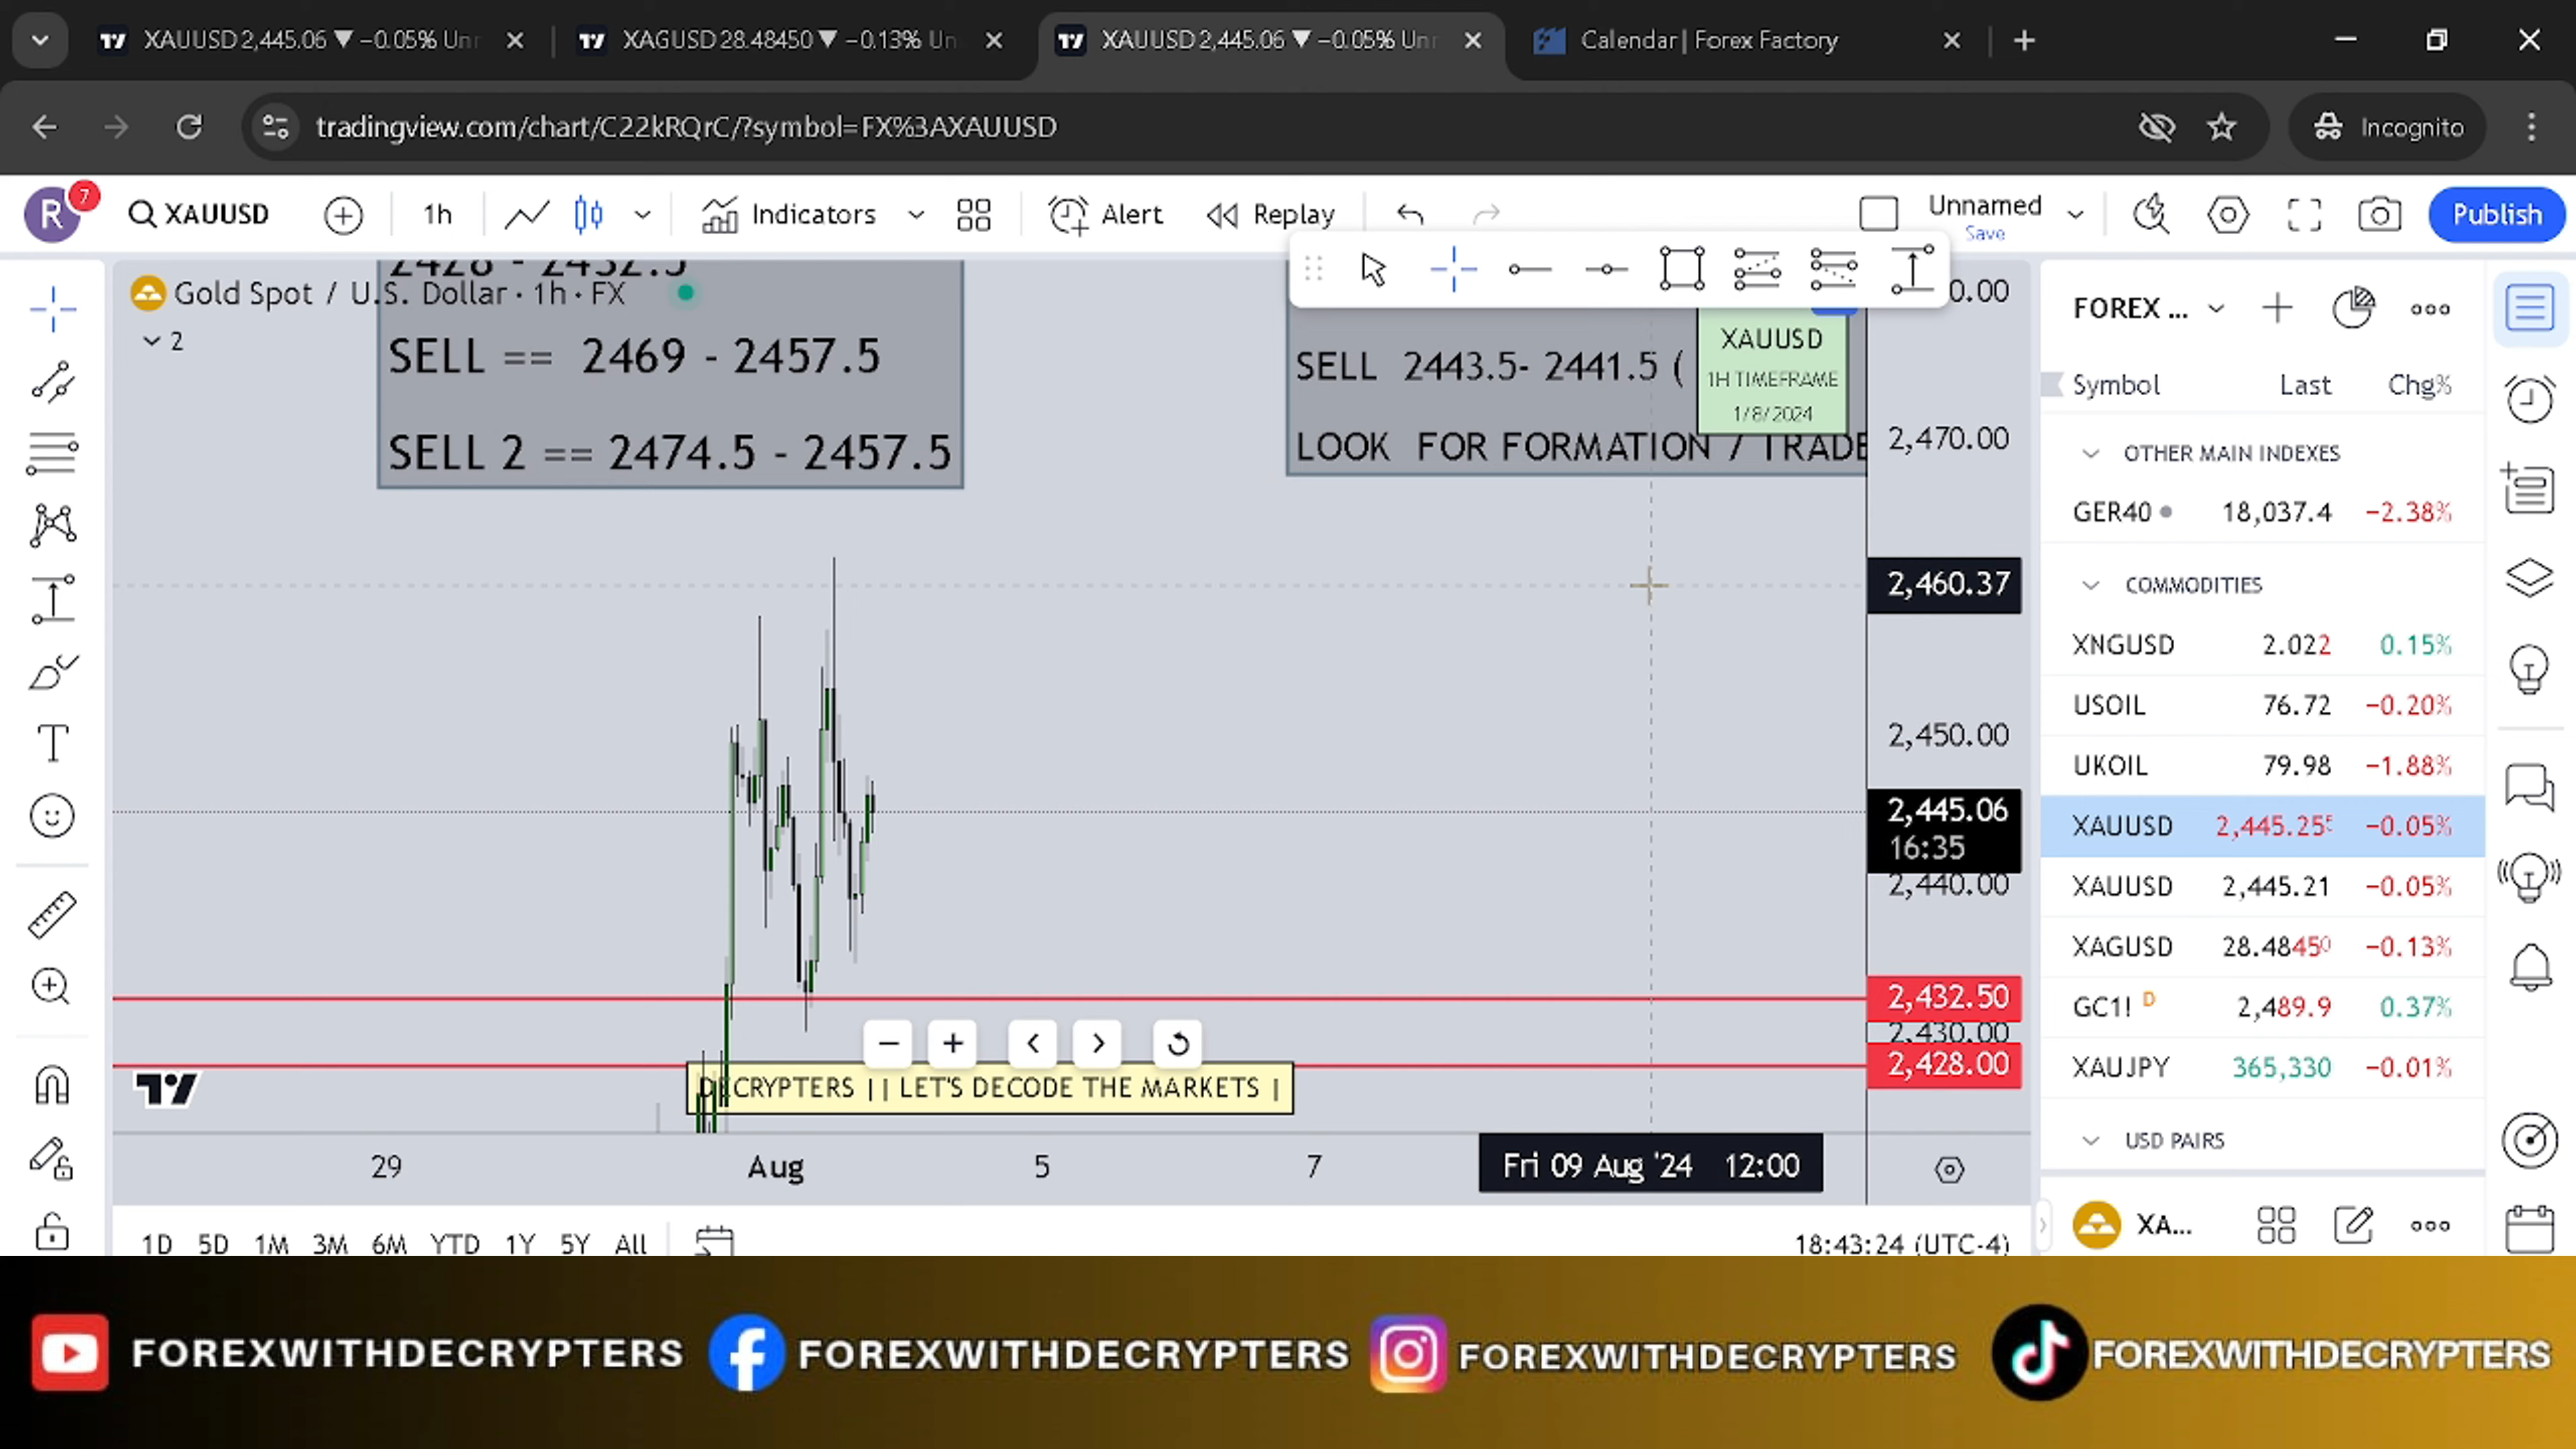 XAUUSD 2,445.06 ▼ −0.05% Un
XAGUSD 28.48450 ▼ −0.13% Un
XAUUSD 2,445.06 ▼ −0.05% Un
Calendar | Forex Factory
tradingview.com/chart/C22kRQrC/?symbol=FX%3AXAUUSD
Incognito
R
7
XAUUSD
1h
Indicators
Alert
Replay
Unnamed
Save
Publish
2428 - 2432.5
Gold Spot / U.S. Dollar · 1h · FX
2
SELL == 2469 - 2457.5
SELL 2 == 2474.5 - 2457.5
SELL 2443.5- 2441.5 (
LOOK FOR FORMATION / TRADE
XAUUSD
1H TIMEFRAME
1/8/2024
0.00
2,470.00
2,460.37
2,450.00
2,445.06
16:35
2,440.00
2,432.50
2,430.00
2,428.00
DECRYPTERS || LET'S DECODE THE MARKETS |
29
Aug
5
7
Fri 09 Aug '24 12:00
1D 5D 1M 3M 6M YTD 1Y 5Y All
18:43:24 (UTC-4)
FOREX ...
Symbol Last Chg%
OTHER MAIN INDEXES
GER40 18,037.4 −2.38%
COMMODITIES
XNGUSD 2.022 0.15%
USOIL 76.72 −0.20%
UKOIL 79.98 −1.88%
XAUUSD 2,445.255 −0.05%
XAUUSD 2,445.21 −0.05%
XAGUSD 28.48450 −0.13%
GC1! D 2,489.9 0.37%
XAUJPY 365,330 −0.01%
USD PAIRS
XA...
FOREXWITHDECRYPTERS
FOREXWITHDECRYPTERS
FOREXWITHDECRYPTERS
FOREXWITHDECRYPTERS